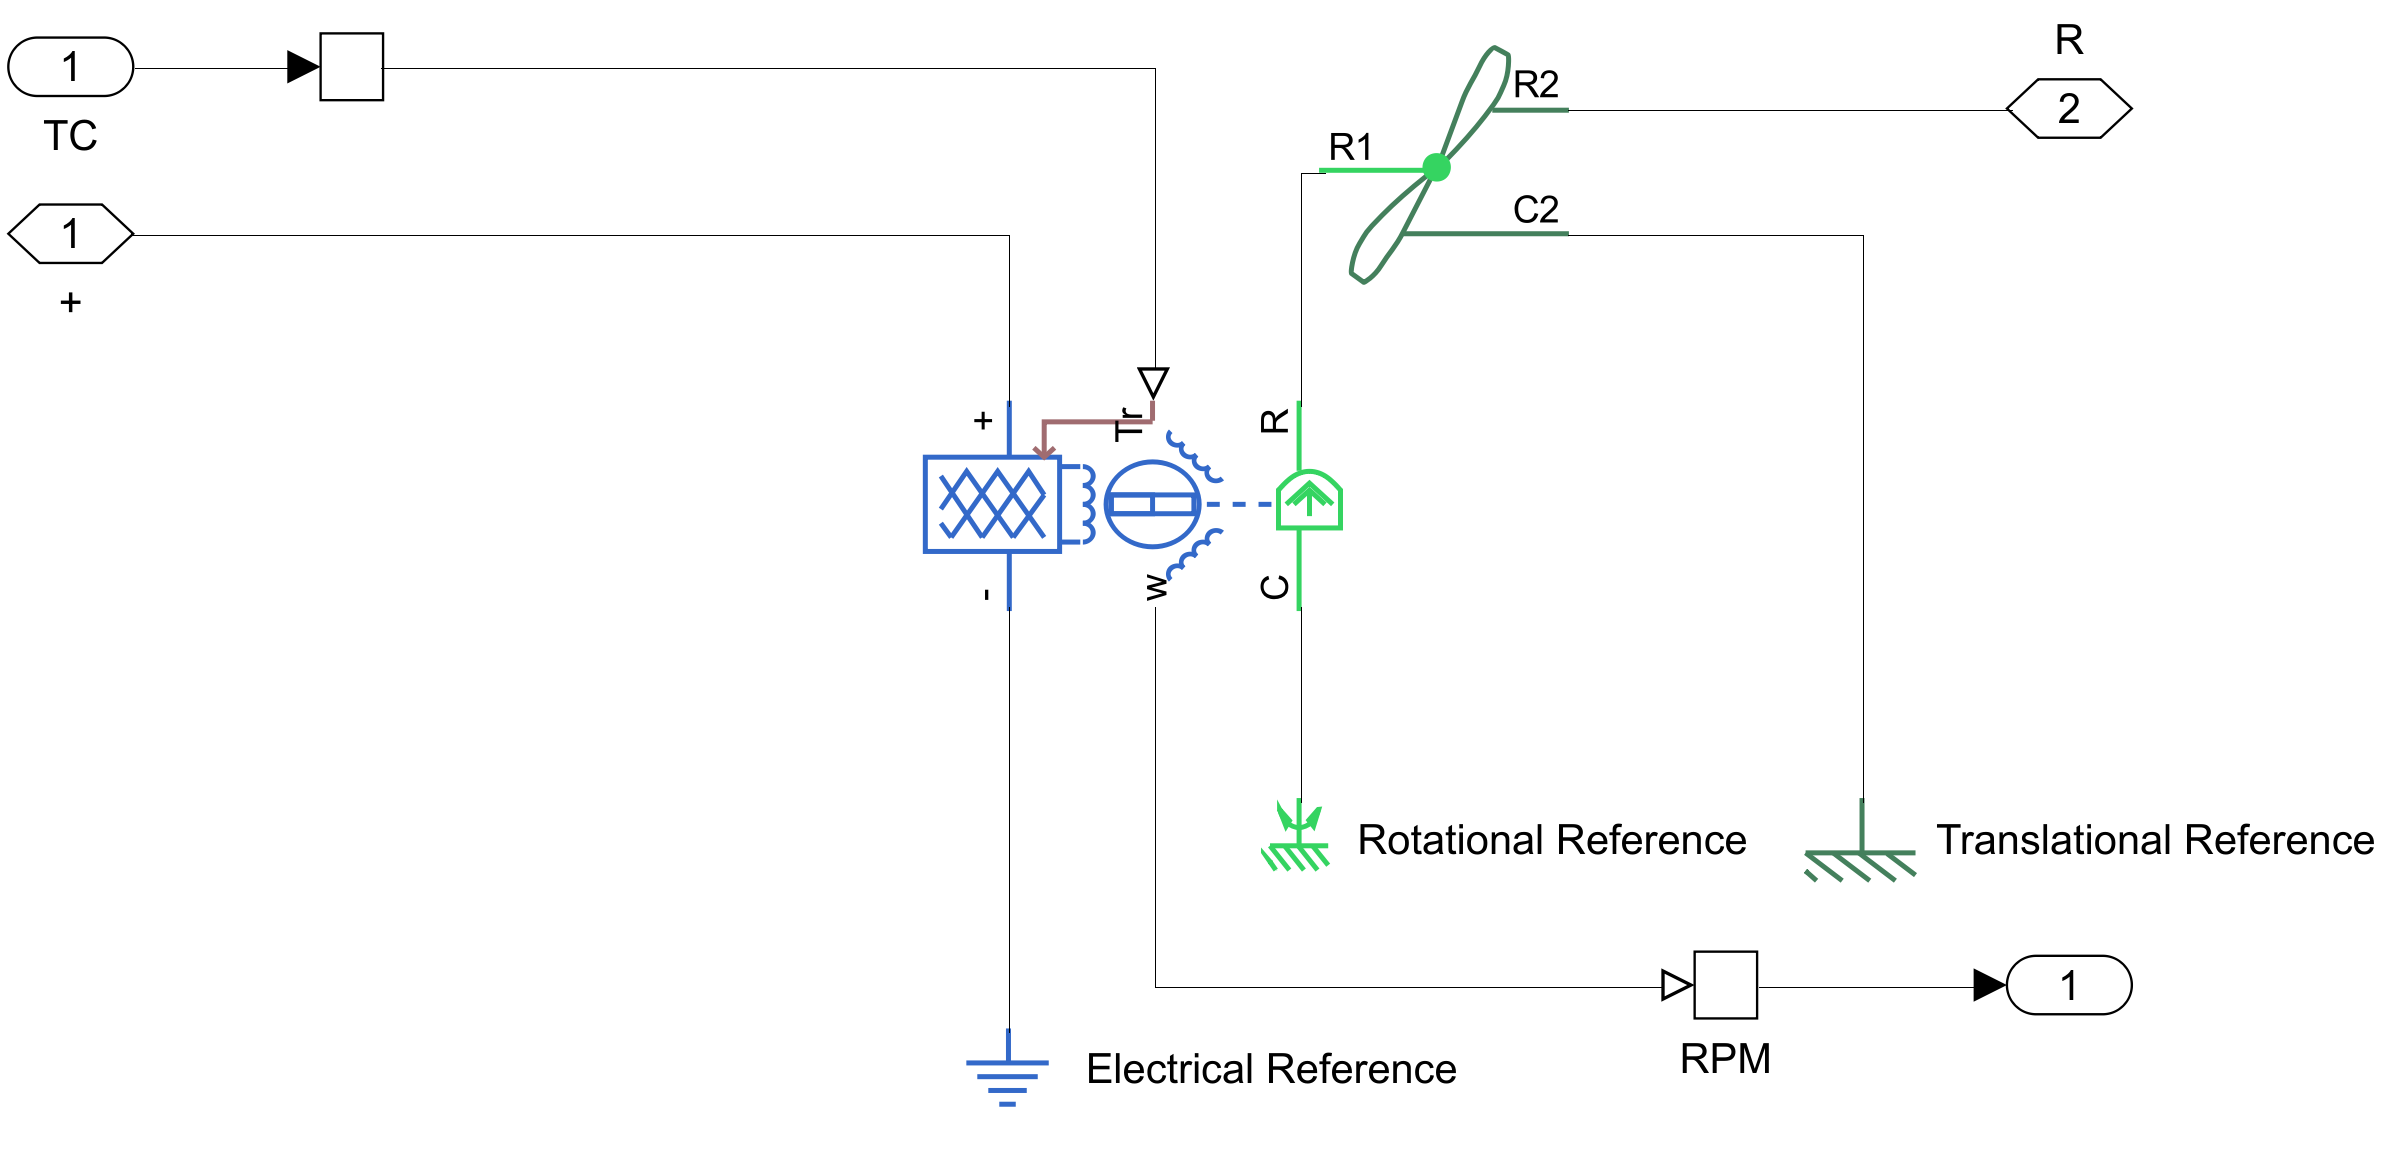 1
TC
1
+
R
2
R2
R1
C2
+
Tr
R
-
w
C
Rotational Reference
Translational Reference
Electrical Reference
RPM
1